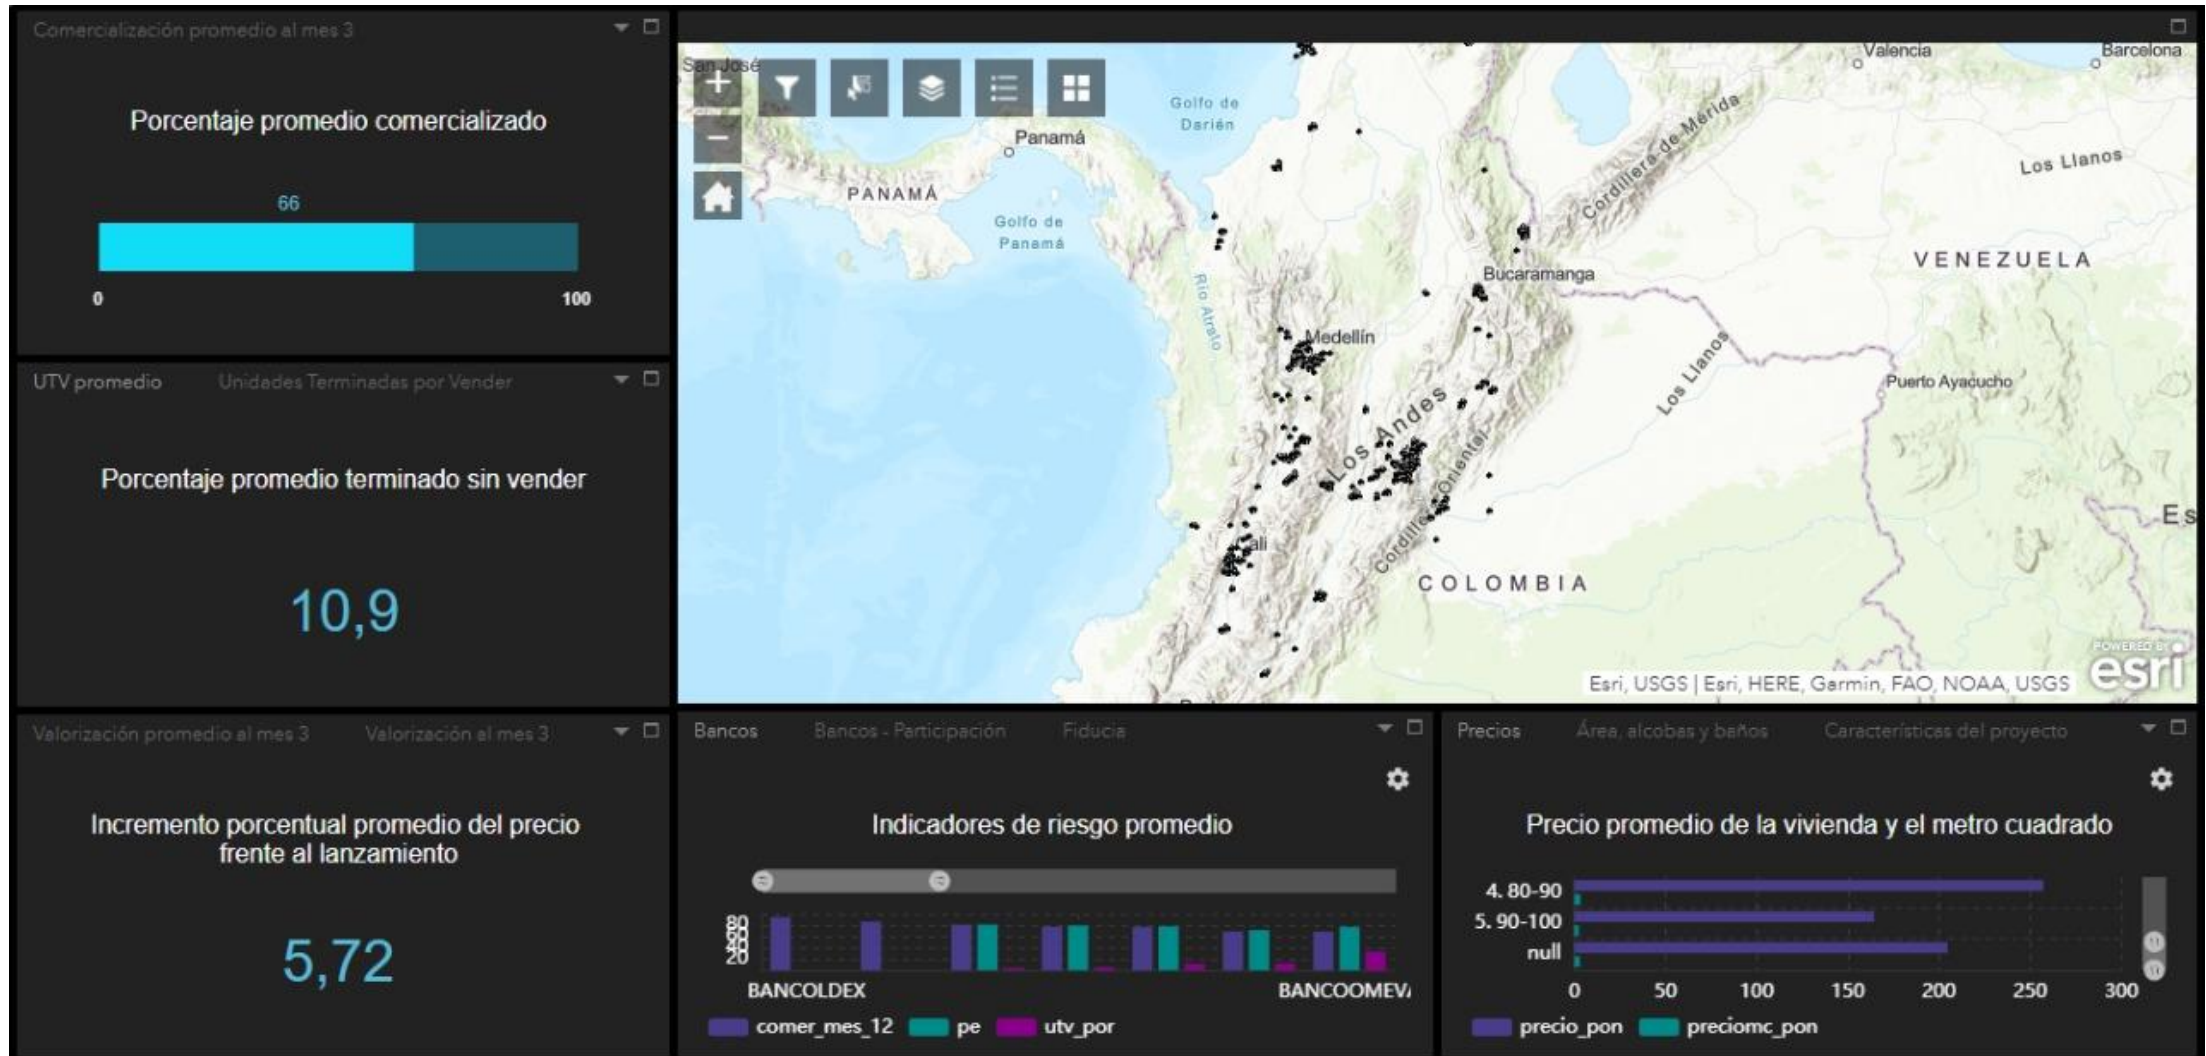 Comercialización promedio al mes 3
Porcentaje promedio comercializado
66
0 100
UTV promedio Unidades Terminadas por Vender
Porcentaje promedio terminado sin vender
10,9
Valorización promedio al mes 3 Valorización al mes 3
Incremento porcentual promedio del precio
frente al lanzamiento
5,72
San José
Valencia
Barcelona
Golfo de
Darién
Panamá
PANAMÁ
Golfo de
Panamá
Cordillera de Mérida
Los Llanos
VENEZUELA
Río Atrato
Bucaramanga
Medellín
Los Llanos
Puerto Ayacucho
Los Andes
Cordillera Oriental
Cali
COLOMBIA
Es
POWERED BY
esri
Esri, USGS | Esri, HERE, Garmin, FAO, NOAA, USGS
Bancos Bancos - Participación Fiducia
Indicadores de riesgo promedio
80
60
40
20
BANCOLDEX BANCOOMEVA
comer_mes_12 pe utv_por
Precios Área, alcobas y baños Características del proyecto
Precio promedio de la vivienda y el metro cuadrado
4. 80-90
5. 90-100
null
0 50 100 150 200 250 300
precio_pon preciomc_pon